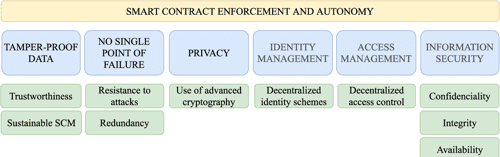 SMART CONTRACT ENFORCEMENT AND AUTONOMY
TAMPER-PROOF
DATA
NO SINGLE
POINT OF
FAILURE
PRIVACY
IDENTITY
MANAGEMENT
ACCESS
MANAGEMENT
INFORMATION
SECURITY
Trustworthiness
Resistance to
attacks
Use of advanced
cryptography
Decentralized
identity schemes
Decentralized
access control
Confidenciality
Sustainable SCM
Redundancy
Integrity
Availability